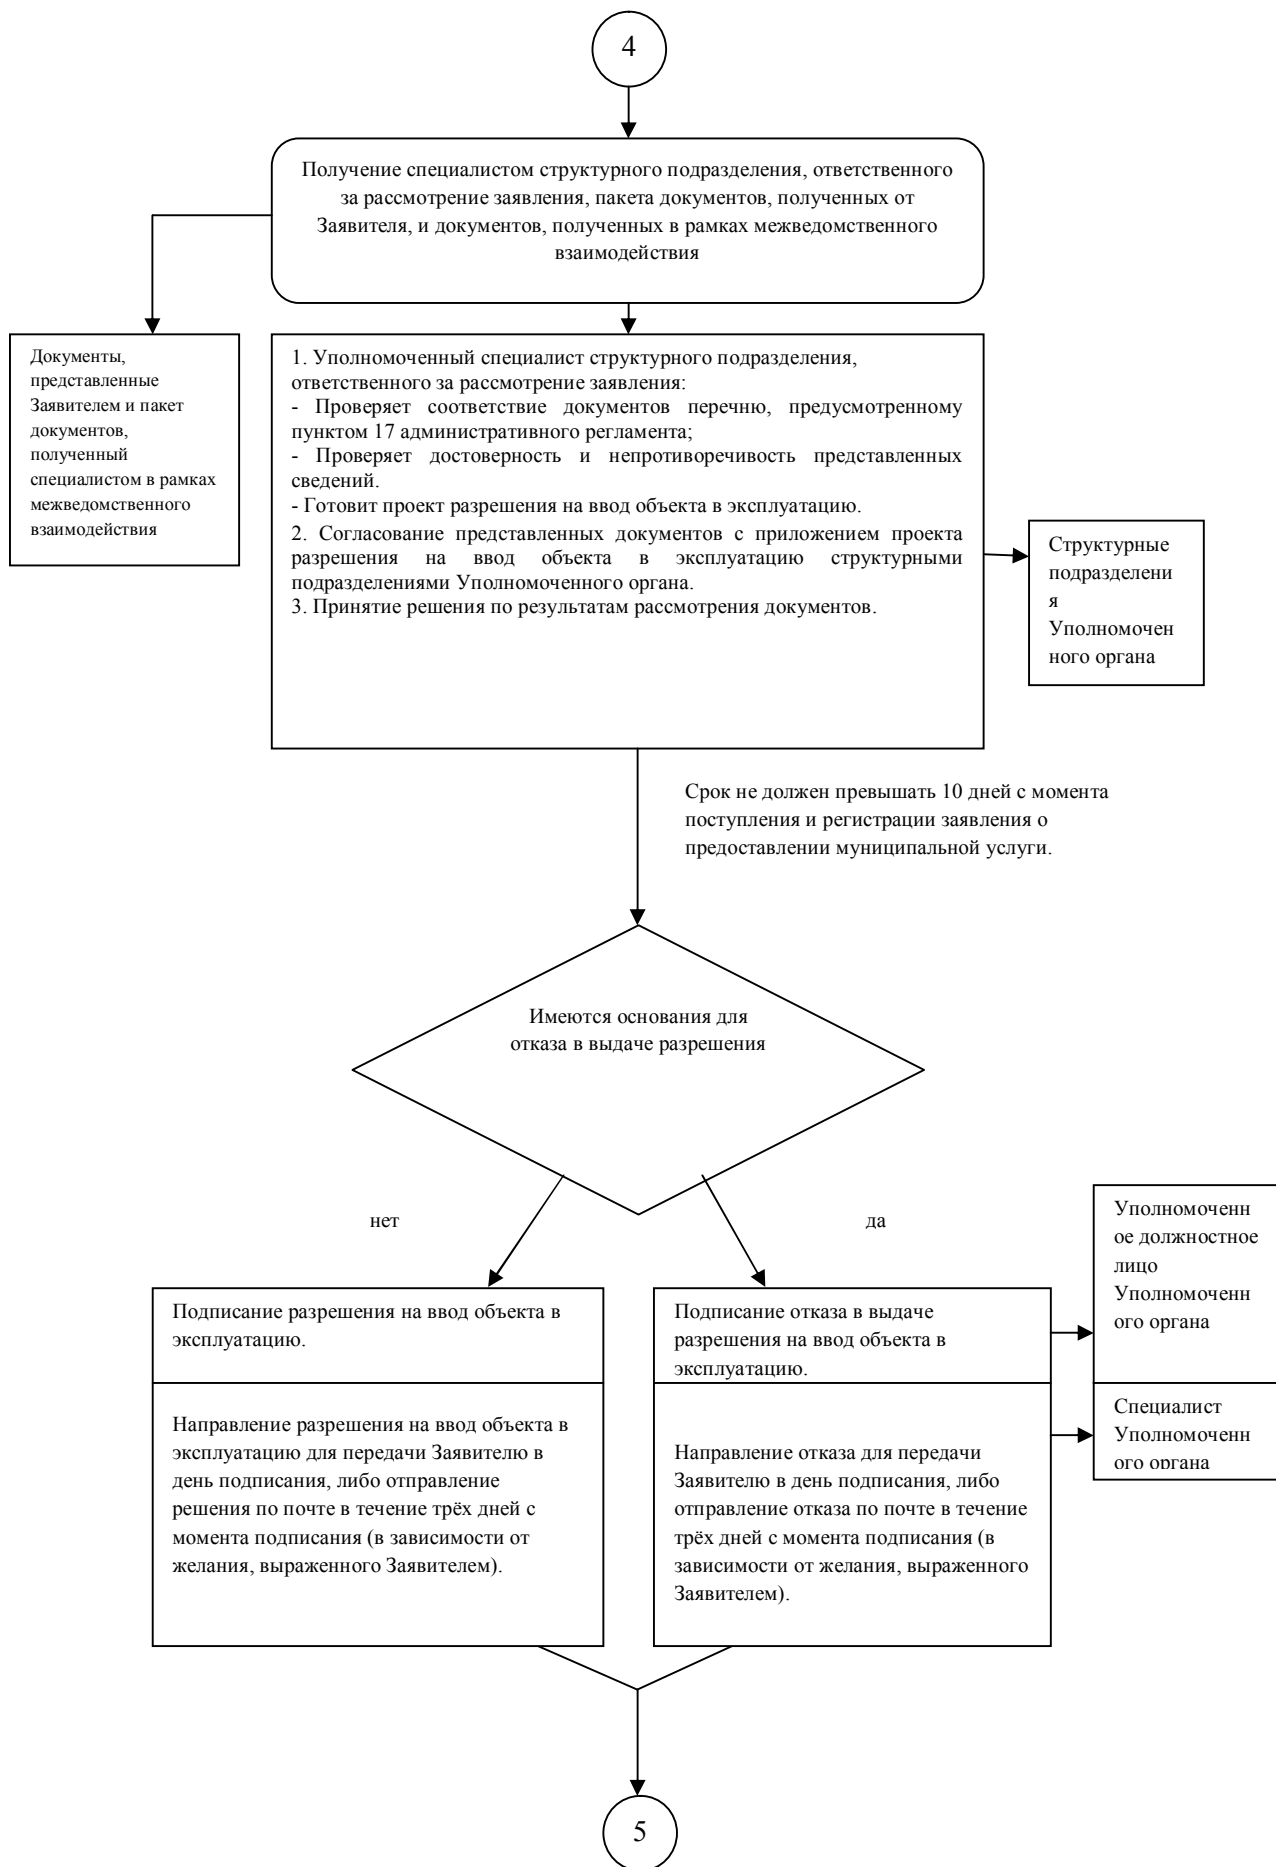 4
Получение специалистом структурного подразделения, ответственного
за рассмотрение заявления, пакета документов, полученных от
Заявителя, и документов, полученных в рамках межведомственного
взаимодействия
Документы,
представленные
Заявителем и пакет
документов,
полученный
специалистом в рамках
межведомственного
взаимодействия
1. Уполномоченный специалист структурного подразделения,
ответственного за рассмотрение заявления:
- Проверяет соответствие документов перечню, предусмотренному
пунктом 17 административного регламента;
- Проверяет достоверность и непротиворечивость представленных
сведений.
- Готовит проект разрешения на ввод объекта в эксплуатацию.
2. Согласование представленных документов с приложением проекта
разрешения на ввод объекта в эксплуатацию структурными
подразделениями Уполномоченного органа.
3. Принятие решения по результатам рассмотрения документов.
Структурные
подразделени
я
Уполномочен
ного органа
Срок не должен превышать 10 дней с момента
поступления и регистрации заявления о
предоставлении муниципальной услуги.
Имеются основания для
отказа в выдаче разрешения
нет
да
Уполномоченн
ое должностное
лицо
Уполномоченн
ого органа
Подписание разрешения на ввод объекта в
эксплуатацию.
Подписание отказа в выдаче
разрешения на ввод объекта в
эксплуатацию.
Специалист
Уполномоченн
ого органа
Направление разрешения на ввод объекта в
эксплуатацию для передачи Заявителю в
день подписания, либо отправление
решения по почте в течение трёх дней с
момента подписания (в зависимости от
желания, выраженного Заявителем).
Направление отказа для передачи
Заявителю в день подписания, либо
отправление отказа по почте в течение
трёх дней с момента подписания (в
зависимости от желания, выраженного
Заявителем).
5